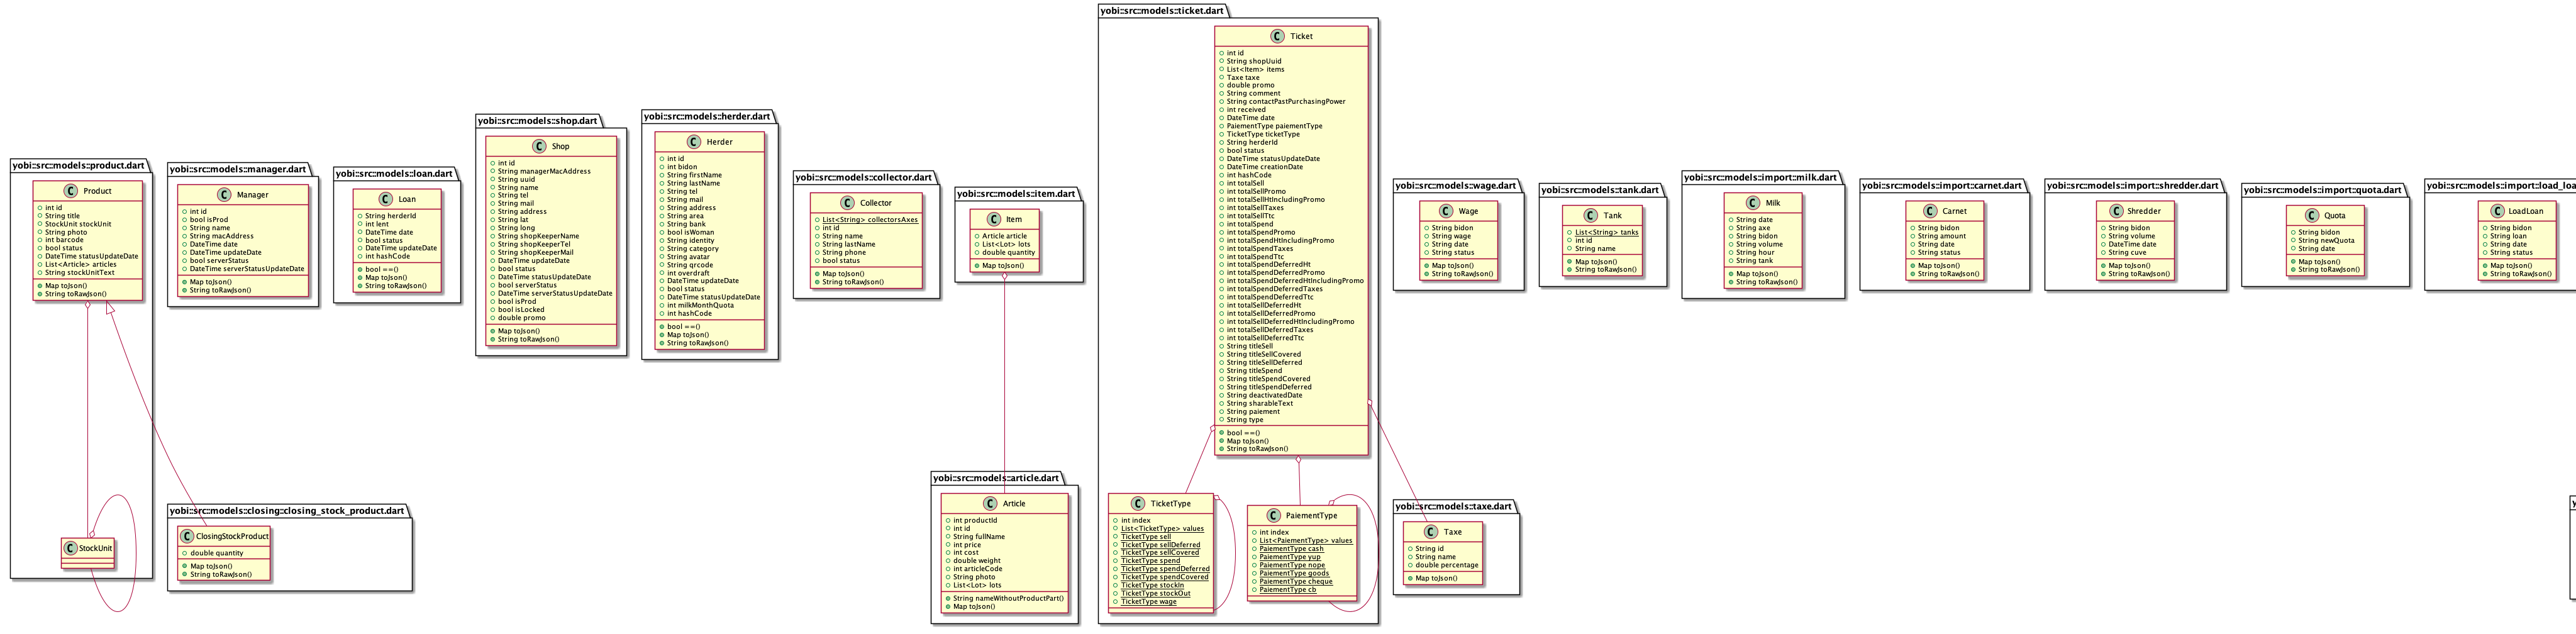 yobi::src::models::product.dart
C Product
int id
String title
StockUnit stockUnit
String photo
int barcode
bool status
DateTime statusUpdateDate
List<Article> articles
String stockUnitText
Map toJson()
String toRawJson()
C StockUnit
yobi::src::models::manager.dart
C Manager
int id
bool isProd
String name
String macAddress
DateTime date
DateTime updateDate
bool serverStatus
DateTime serverStatusUpdateDate
Map toJson()
String toRawJson()
yobi::src::models::closing::closing_stock_product.dart
C ClosingStockProduct
double quantity
Map toJson()
String toRawJson()
yobi::src::models::loan.dart
C Loan
String herderId
int lent
DateTime date
bool status
DateTime updateDate
int hashCode
bool ==()
Map toJson()
String toRawJson()
yobi::src::models::shop.dart
C Shop
int id
String managerMacAddress
String uuid
String name
String tel
String mail
String address
String lat
String long
String shopKeeperName
String shopKeeperTel
String shopKeeperMail
DateTime updateDate
bool status
DateTime statusUpdateDate
bool serverStatus
DateTime serverStatusUpdateDate
bool isProd
bool isLocked
double promo
Map toJson()
String toRawJson()
yobi::src::models::herder.dart
C Herder
int id
int bidon
String firstName
String lastName
String tel
String mail
String address
String area
String bank
bool isWoman
String identity
String category
String avatar
String qrcode
int overdraft
DateTime updateDate
bool status
DateTime statusUpdateDate
int milkMonthQuota
int hashCode
bool ==()
Map toJson()
String toRawJson()
yobi::src::models::collector.dart
C Collector
List<String> collectorsAxes
int id
String name
String lastName
String phone
bool status
Map toJson()
String toRawJson()
yobi::src::models::item.dart
C Item
Article article
List<Lot> lots
double quantity
Map toJson()
yobi::src::models::article.dart
C Article
int productId
int id
String fullName
int price
int cost
double weight
int articleCode
String photo
List<Lot> lots
String nameWithoutProductPart()
Map toJson()
yobi::src::models::ticket.dart
C Ticket
int id
String shopUuid
List<Item> items
Taxe taxe
double promo
String comment
String contactPastPurchasingPower
int received
DateTime date
PaiementType paiementType
TicketType ticketType
String herderId
bool status
DateTime statusUpdateDate
DateTime creationDate
int hashCode
int totalSell
int totalSellPromo
int totalSellHtIncludingPromo
int totalSellTaxes
int totalSellTtc
int totalSpend
int totalSpendPromo
int totalSpendHtIncludingPromo
int totalSpendTaxes
int totalSpendTtc
int totalSpendDeferredHt
int totalSpendDeferredPromo
int totalSpendDeferredHtIncludingPromo
int totalSpendDeferredTaxes
int totalSpendDeferredTtc
int totalSellDeferredHt
int totalSellDeferredPromo
int totalSellDeferredHtIncludingPromo
int totalSellDeferredTaxes
int totalSellDeferredTtc
String titleSell
String titleSellCovered
String titleSellDeferred
String titleSpend
String titleSpendCovered
String titleSpendDeferred
String deactivatedDate
String sharableText
String paiement
String type
bool ==()
Map toJson()
String toRawJson()
C TicketType
int index
List<TicketType> values
TicketType sell
TicketType sellDeferred
TicketType sellCovered
TicketType spend
TicketType spendDeferred
TicketType spendCovered
TicketType stockIn
TicketType stockOut
TicketType wage
C PaiementType
int index
List<PaiementType> values
PaiementType cash
PaiementType yup
PaiementType nope
PaiementType goods
PaiementType cheque
PaiementType cb
yobi::src::models::wage.dart
C Wage
String bidon
String wage
String date
String status
Map toJson()
String toRawJson()
yobi::src::models::taxe.dart
C Taxe
String id
String name
double percentage
Map toJson()
yobi::src::models::tank.dart
C Tank
List<String> tanks
int id
String name
Map toJson()
String toRawJson()
yobi::src::models::import::milk.dart
C Milk
String date
String axe
String bidon
String volume
String hour
String tank
Map toJson()
String toRawJson()
yobi::src::models::import::carnet.dart
C Carnet
String bidon
String amount
String date
String status
Map toJson()
String toRawJson()
yobi::src::models::import::shredder.dart
C Shredder
String bidon
String volume
DateTime date
String cuve
Map toJson()
String toRawJson()
yobi::src::models::import::quota.dart
C Quota
String bidon
String newQuota
String date
Map toJson()
String toRawJson()
yobi::src::models::import::load_loa
C LoadLoan
String bidon
String loan
String date
String status
Map toJson()
String toRawJson()